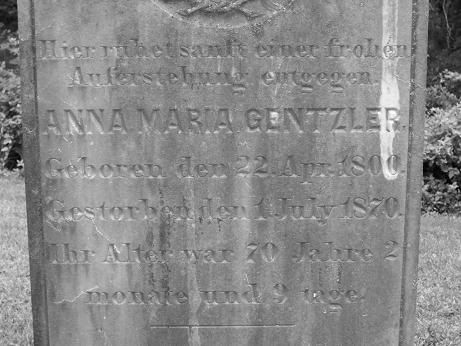 Hier ruhet sanft einer frohen
Auferstehung entgegen
ANNA MARIA GENTZLER.
Geboren den 22. Apr. 1800.
Gestorben den 1. July 1870.
Ihr Alter war 70 Jahre 2
monate und 9 tage.